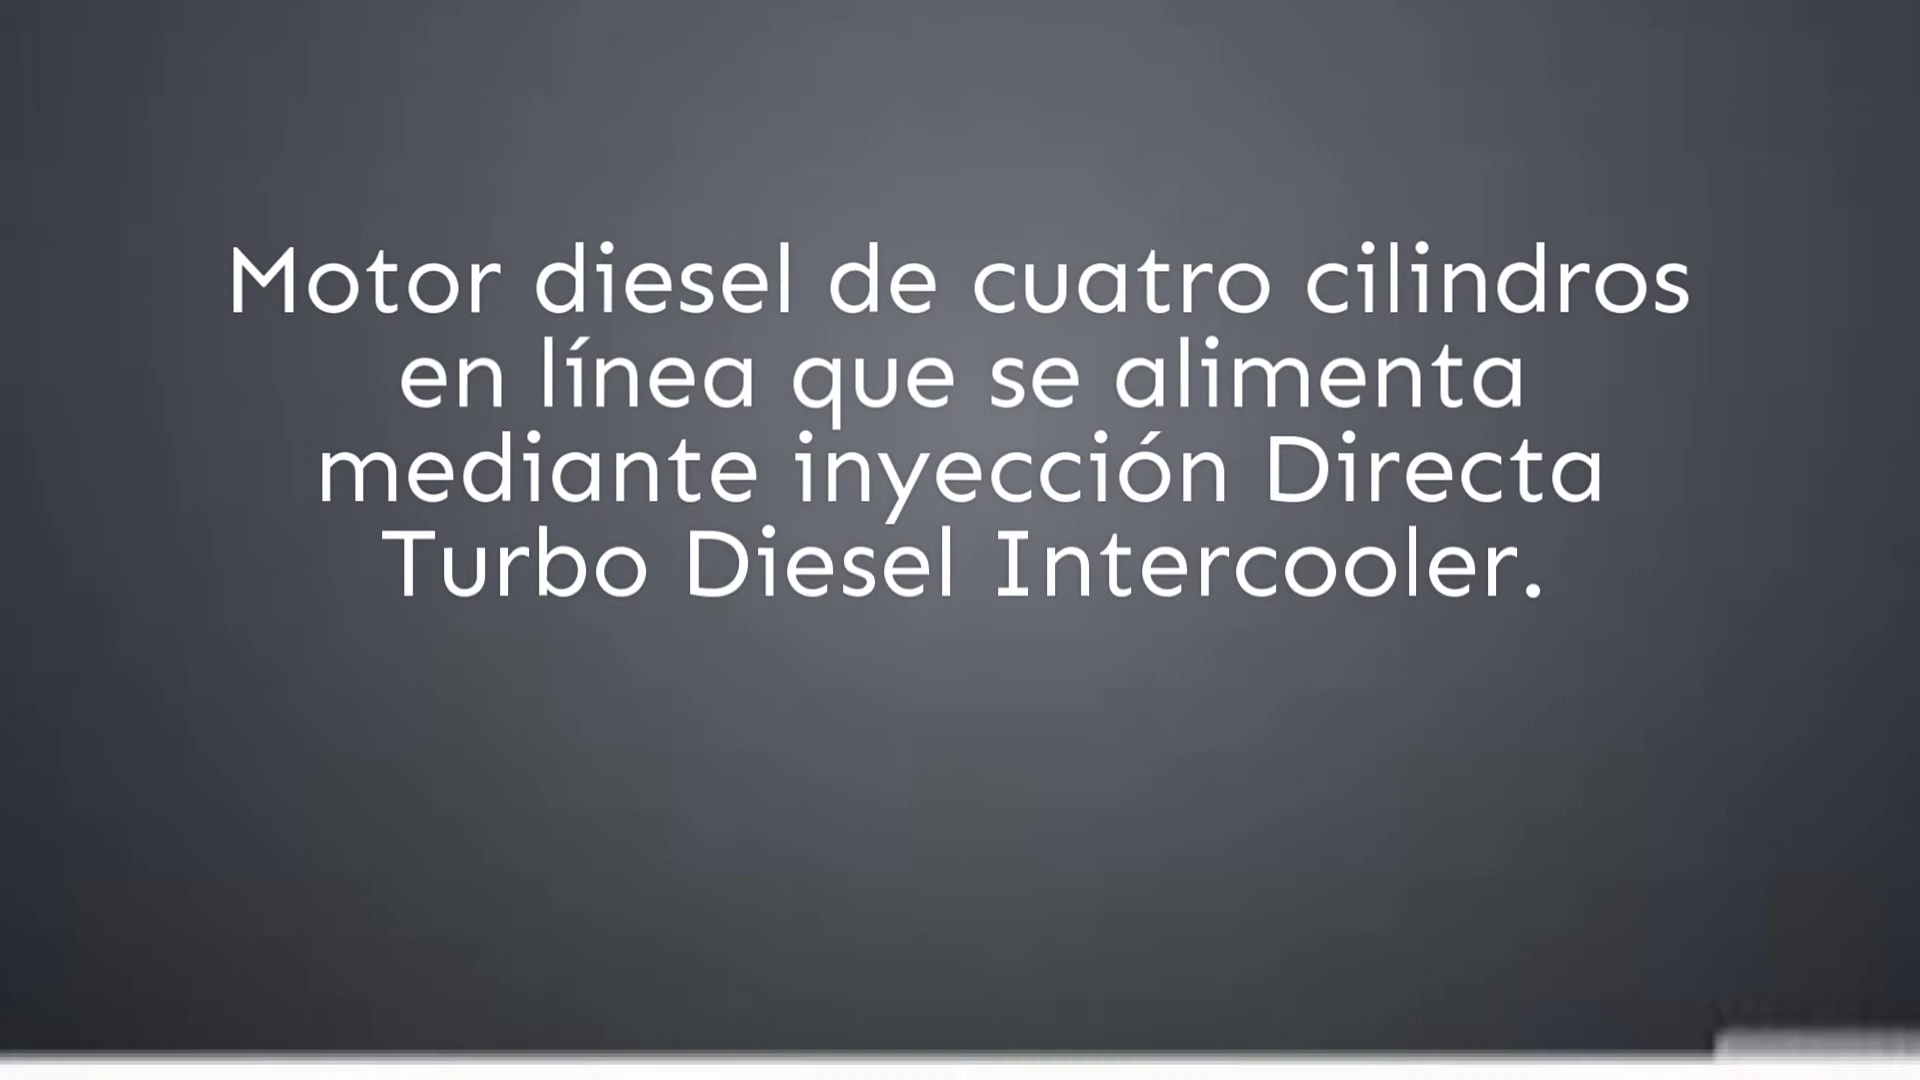 Motor diesel de cuatro cilindros
en línea que se alimenta
mediante inyección Directa
Turbo Diesel Intercooler.